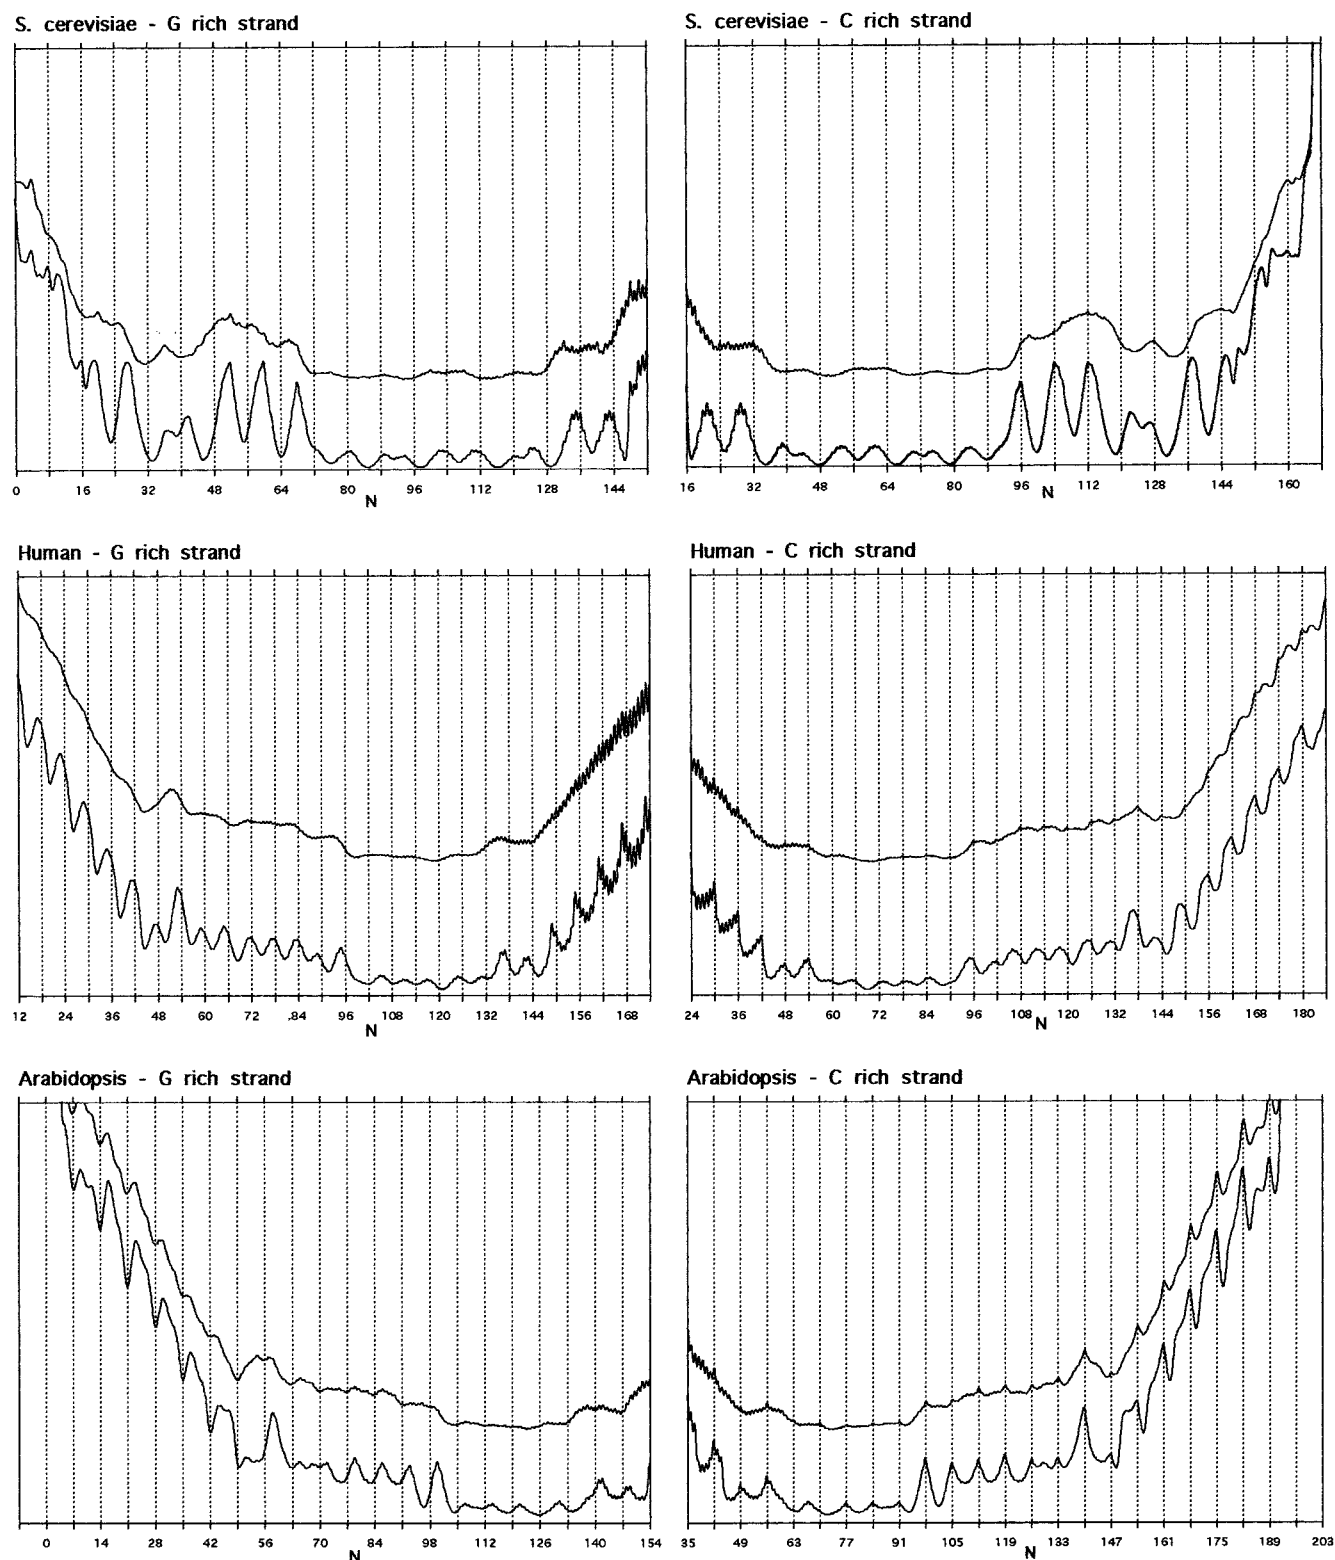 S. cerevisiae - G rich strand
S. cerevisiae - C rich strand
0 16 32 48 64 80 96 112 128 144
N
16 32 48 64 80 96 112 128 144 160
N
Human - G rich strand
Human - C rich strand
12 24 36 48 60 72 84 96 108 120 132 144 156 168
N
24 36 48 60 72 84 96 108 120 132 144 156 168 180
N
Arabidopsis - G rich strand
Arabidopsis - C rich strand
0 14 28 42 56 70 84 98 112 126 140 154
N
35 49 63 77 91 105 119 133 147 161 175 189 203
N